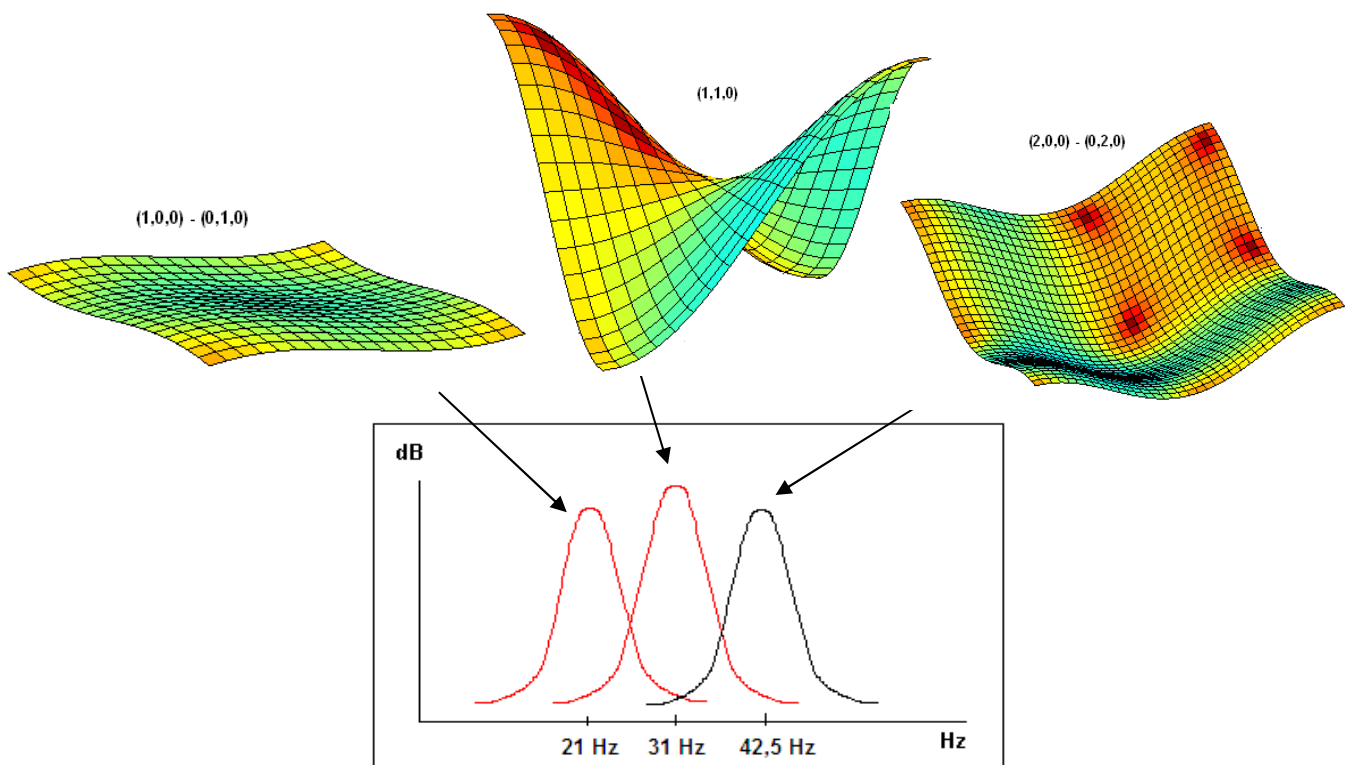 (1,1,0)
(2,0,0) - (0,2,0)
(1,0,0) - (0,1,0)
dB
21 Hz 31 Hz 42,5 Hz Hz